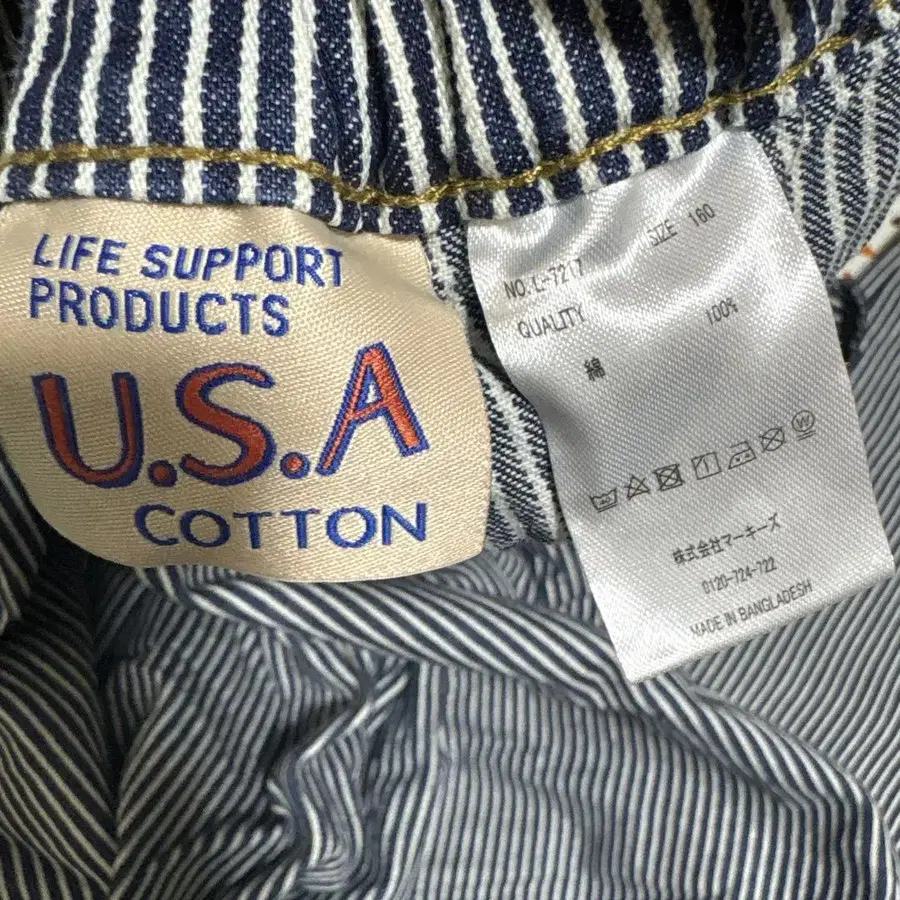 LIFE SUPPORT
PRODUCTS
U.S.A
COTTON
NO. L-7217 SIZE 160
QUALITY
綿 100%
株式会社マーキーズ
0120-724-722
MADE IN BANGLADESH